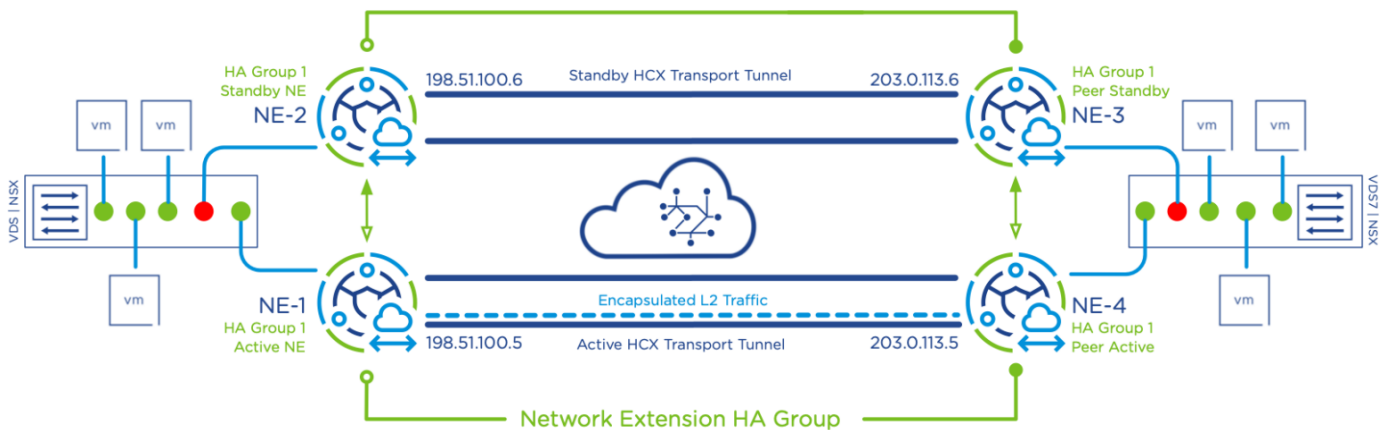 HA Group 1
Standby NE
NE-2
198.51.100.6
Standby HCX Transport Tunnel
203.0.113.6
HA Group 1
Peer Standby
NE-3
vm
vm
vm
vm
VDS | NSX
VDS7 | NSX
vm
vm
NE-1
HA Group 1
Active NE
Encapsulated L2 Traffic
198.51.100.5
Active HCX Transport Tunnel
203.0.113.5
NE-4
HA Group 1
Peer Active
Network Extension HA Group